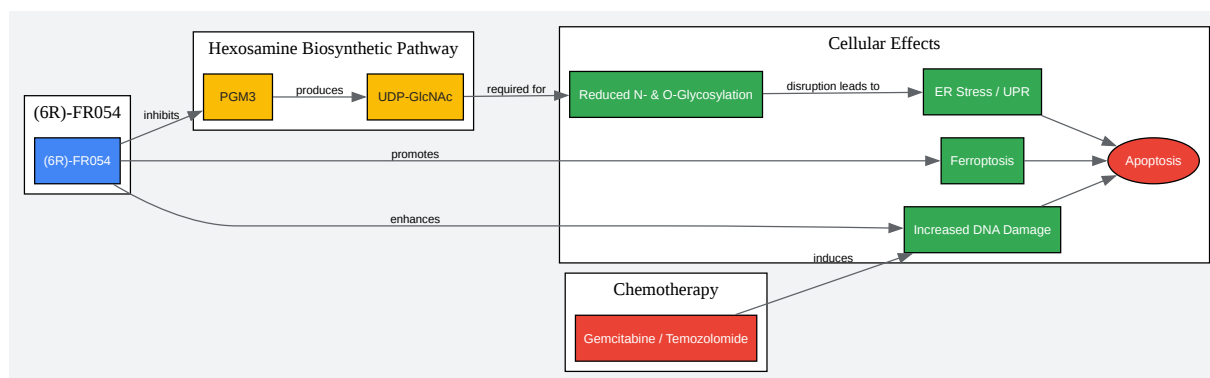 Cellular Effects
Hexosamine Biosynthetic Pathway
PGM3
produces
UDP-GlcNAc
required for
Reduced N- & O-Glycosylation
disruption leads to
ER Stress / UPR
(6R)-FR054
inhibits
(6R)-FR054
promotes
Ferroptosis
Apoptosis
enhances
Increased DNA Damage
induces
Chemotherapy
Gemcitabine / Temozolomide